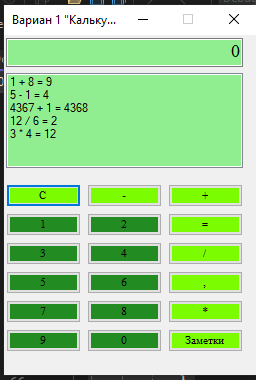 Вариан 1 "Кальку...
0
1 + 8 = 9
5 - 1 = 4
4367 + 1 = 4368
12 / 6 = 2
3 * 4 = 12
C - +
1 2 =
3 4 /
5 6 ,
7 8 *
9 0 Заметки